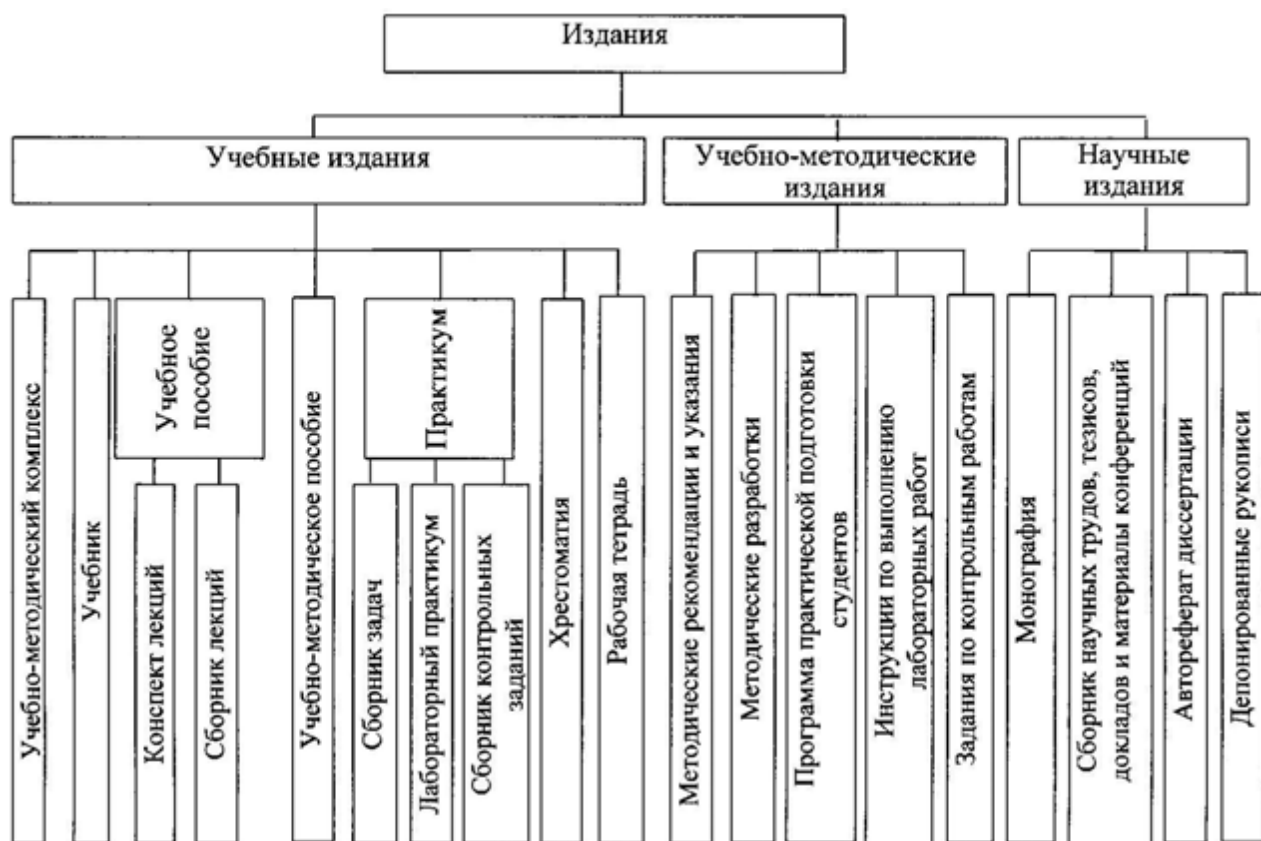 Издания
Учебные издания
Учебно-методические
издания
Научные
издания
Учебно-методический комплекс
Учебник
Учебное
пособие
Конспект лекций
Сборник лекций
Учебно-методическое пособие
Практикум
Сборник задач
Лабораторный практикум
Сборник контрольных
заданий
Хрестоматия
Рабочая тетрадь
Методические рекомендации и указания
Методические разработки
Программа практической подготовки
студентов
Инструкции по выполнению
лабораторных работ
Задания по контрольным работам
Монография
Сборник научных трудов, тезисов,
докладов и материалы конференций
Автореферат диссертации
Депонированные рукописи